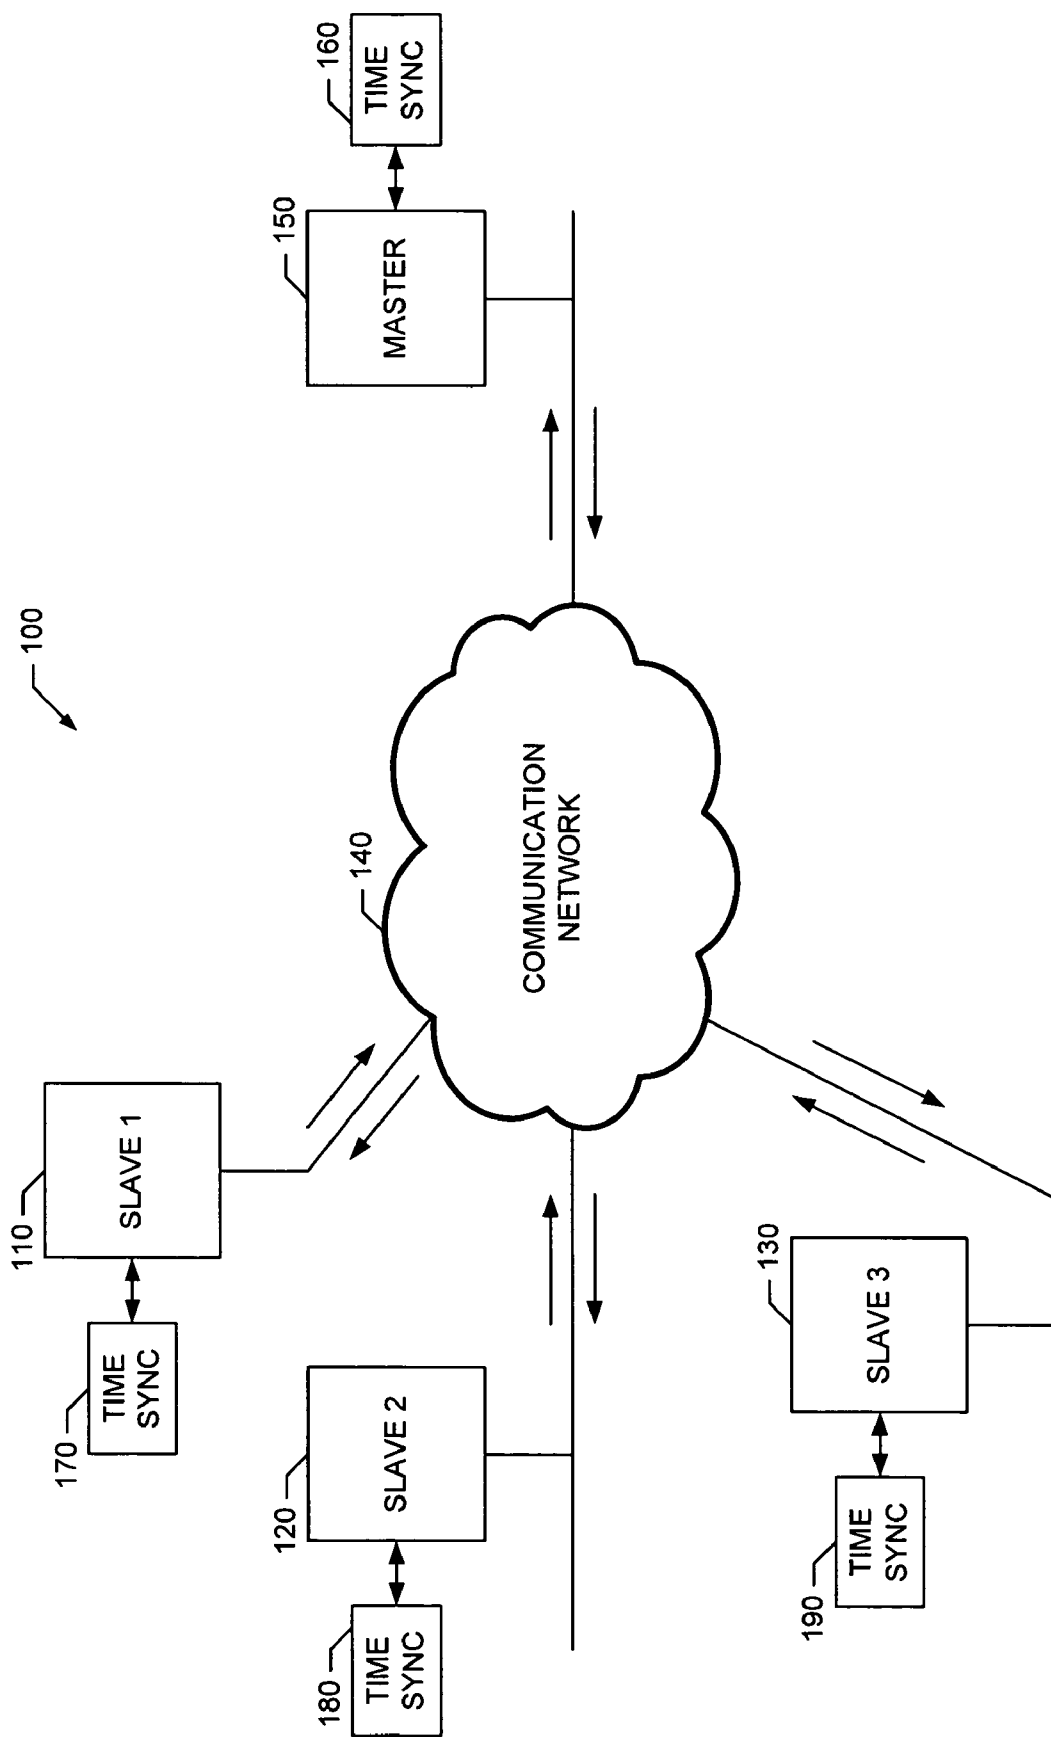 100
110
SLAVE 1
170
TIME
SYNC
140
COMMUNICATION
NETWORK
120
SLAVE 2
180
TIME
SYNC
150
MASTER
160
TIME
SYNC
130
SLAVE 3
190
TIME
SYNC